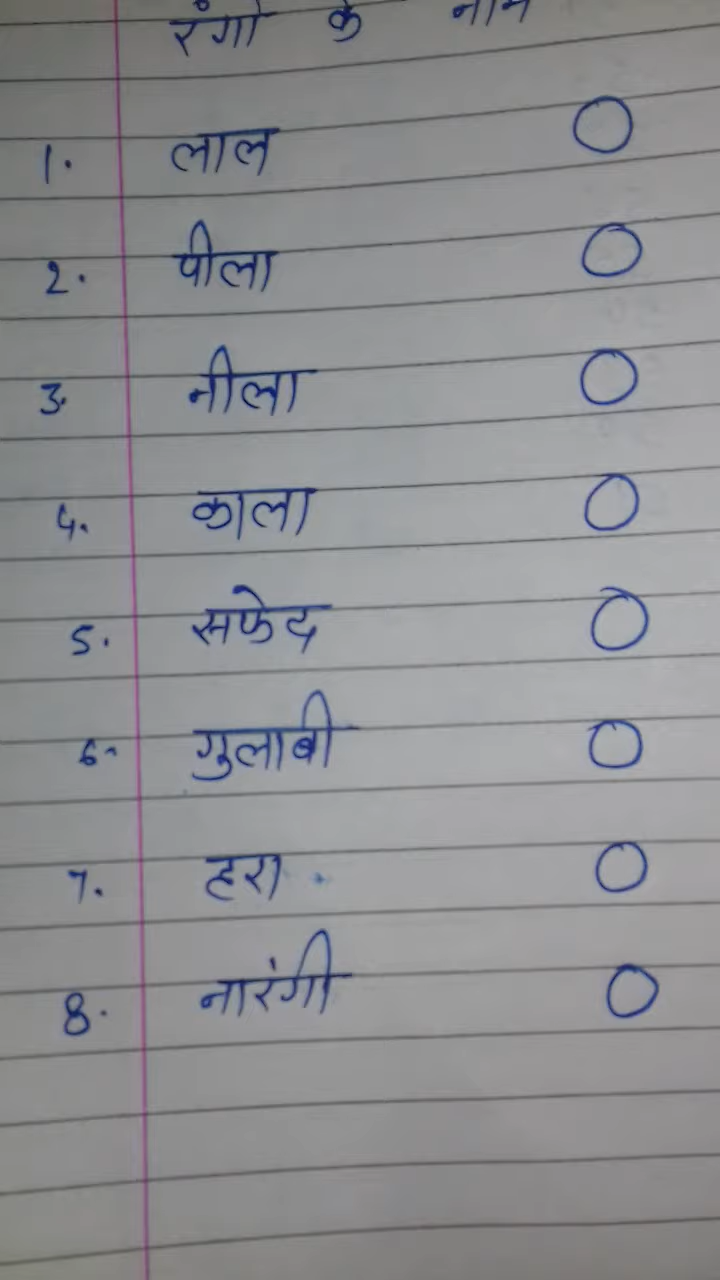 रंगो के नाम
1. लाल
2. पीला
3. नीला
4. काला
5. सफेद
6. गुलाबी
7. हरा
8. नारंगी